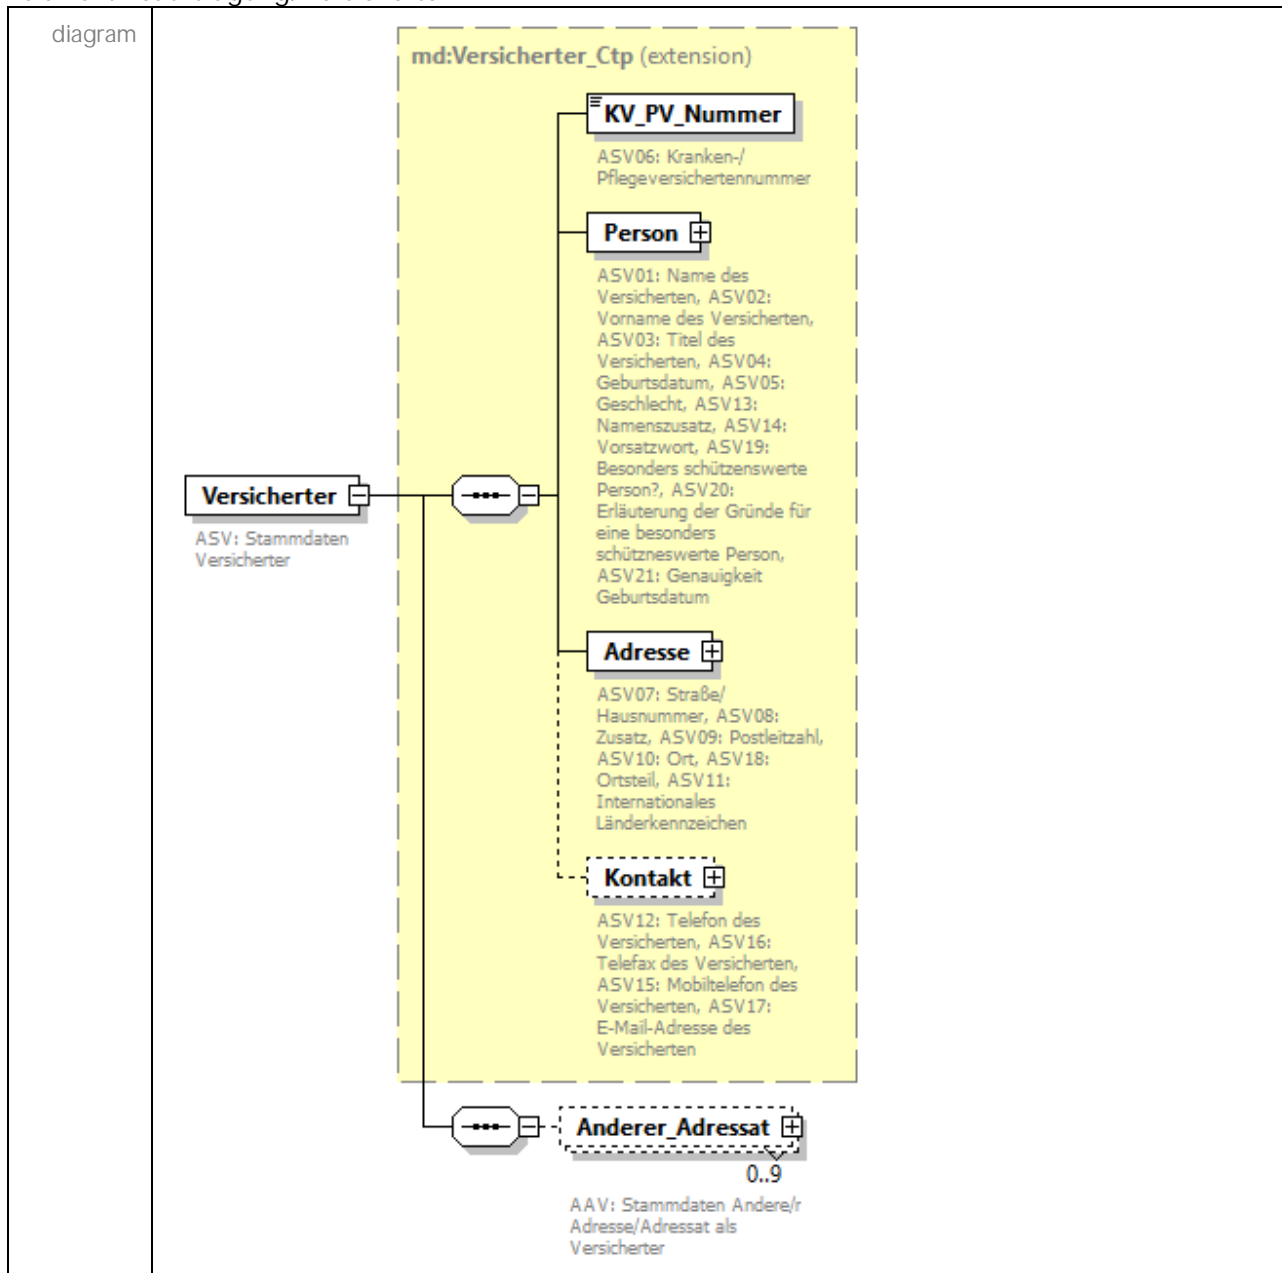 diagram
md:Versicherter_Ctp (extension)
KV_PV_Nummer
ASV06: Kranken-/
Pflegeversichertennummer
Person
ASV01: Name des
Versicherten, ASV02:
Vorname des Versicherten,
ASV03: Titel des
Versicherten, ASV04:
Geburtsdatum, ASV05:
Geschlecht, ASV13:
Namenszusatz, ASV14:
Vorsatzwort, ASV19:
Besonders schützenswerte
Person?, ASV20:
Erläuterung der Gründe für
eine besonders
schützneswerte Person,
ASV21: Genauigkeit
Geburtsdatum
Versicherter
ASV: Stammdaten
Versicherter
Adresse
ASV07: Straße/
Hausnummer, ASV08:
Zusatz, ASV09: Postleitzahl,
ASV10: Ort, ASV18:
Ortsteil, ASV11:
Internationales
Länderkennzeichen
Kontakt
ASV12: Telefon des
Versicherten, ASV16:
Telefax des Versicherten,
ASV15: Mobiltelefon des
Versicherten, ASV17:
E-Mail-Adresse des
Versicherten
Anderer_Adressat
0..9
AAV: Stammdaten Andere/r
Adresse/Adressat als
Versicherter